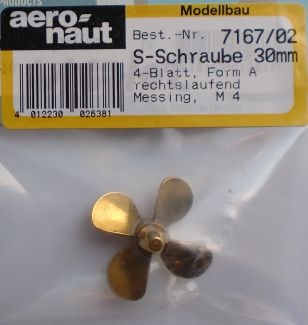 PRODUCTS
aero-
naut
Modellbau
Best.-Nr. 7167/02
S-Schraube 30mm
4-Blatt, Form A
rechtslaufend
Messing, M 4
4 012230 026381